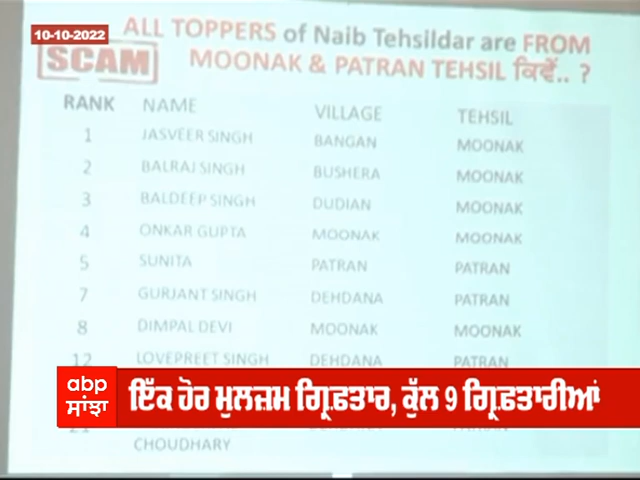 10-10-2022
ALL TOPPERS of Naib Tehsildar are FROM
SCAM MOONAK & PATRAN TEHSIL ਕਿਵੇਂ.. ?
RANK NAME VILLAGE TEHSIL
1 JASVEER SINGH BANGAN MOONAK
2 BALRAJ SINGH BUSHERA MOONAK
3 BALDEEP SINGH DUDIAN MOONAK
4 ONKAR GUPTA MOONAK MOONAK
5 SUNITA PATRAN PATRAN
7 GURJANT SINGH DEHDANA PATRAN
8 DIMPAL DEVI MOONAK MOONAK
12 LOVEPREET SINGH DEHDANA PATRAN
abp ਸਾਂਝਾ
ਇੱਕ ਹੋਰ ਮੁਲਜ਼ਮ ਗ੍ਰਿਫ਼ਤਾਰ, ਕੁੱਲ 9 ਗ੍ਰਿਫ਼ਤਾਰੀਆਂ
CHOUDHARY